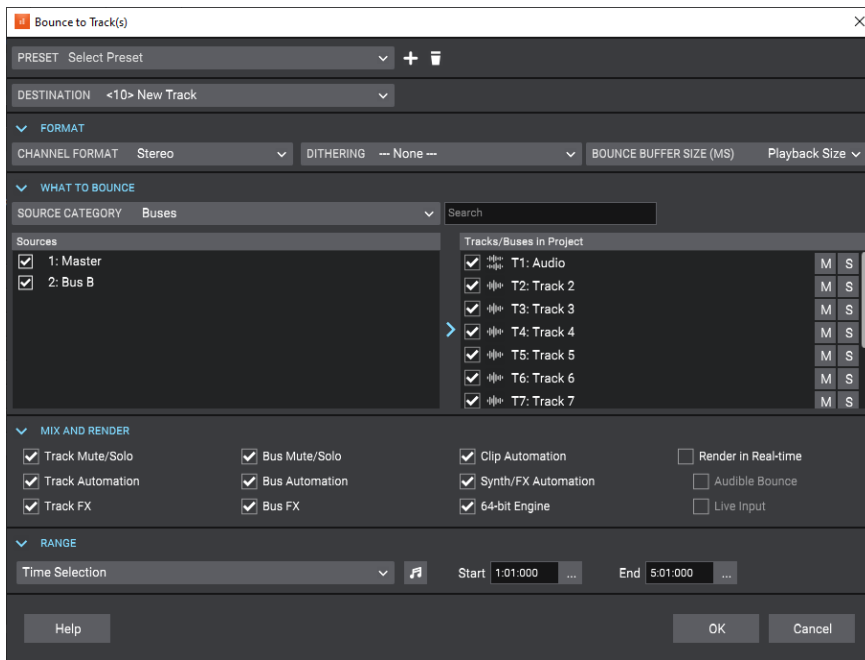 Bounce to Track(s)
PRESET Select Preset
DESTINATION <10> New Track
FORMAT
CHANNEL FORMAT Stereo DITHERING --- None --- BOUNCE BUFFER SIZE (MS) Playback Size
WHAT TO BOUNCE
SOURCE CATEGORY Buses Search
Sources Tracks/Buses in Project
1: Master T1: Audio M S
2: Bus B T2: Track 2 M S
T3: Track 3 M S
T4: Track 4 M S
T5: Track 5 M S
T6: Track 6 M S
T7: Track 7 M S
MIX AND RENDER
Track Mute/Solo Bus Mute/Solo Clip Automation Render in Real-time
Track Automation Bus Automation Synth/FX Automation Audible Bounce
Track FX Bus FX 64-bit Engine Live Input
RANGE
Time Selection Start 1:01:000 ... End 5:01:000 ...
Help OK Cancel